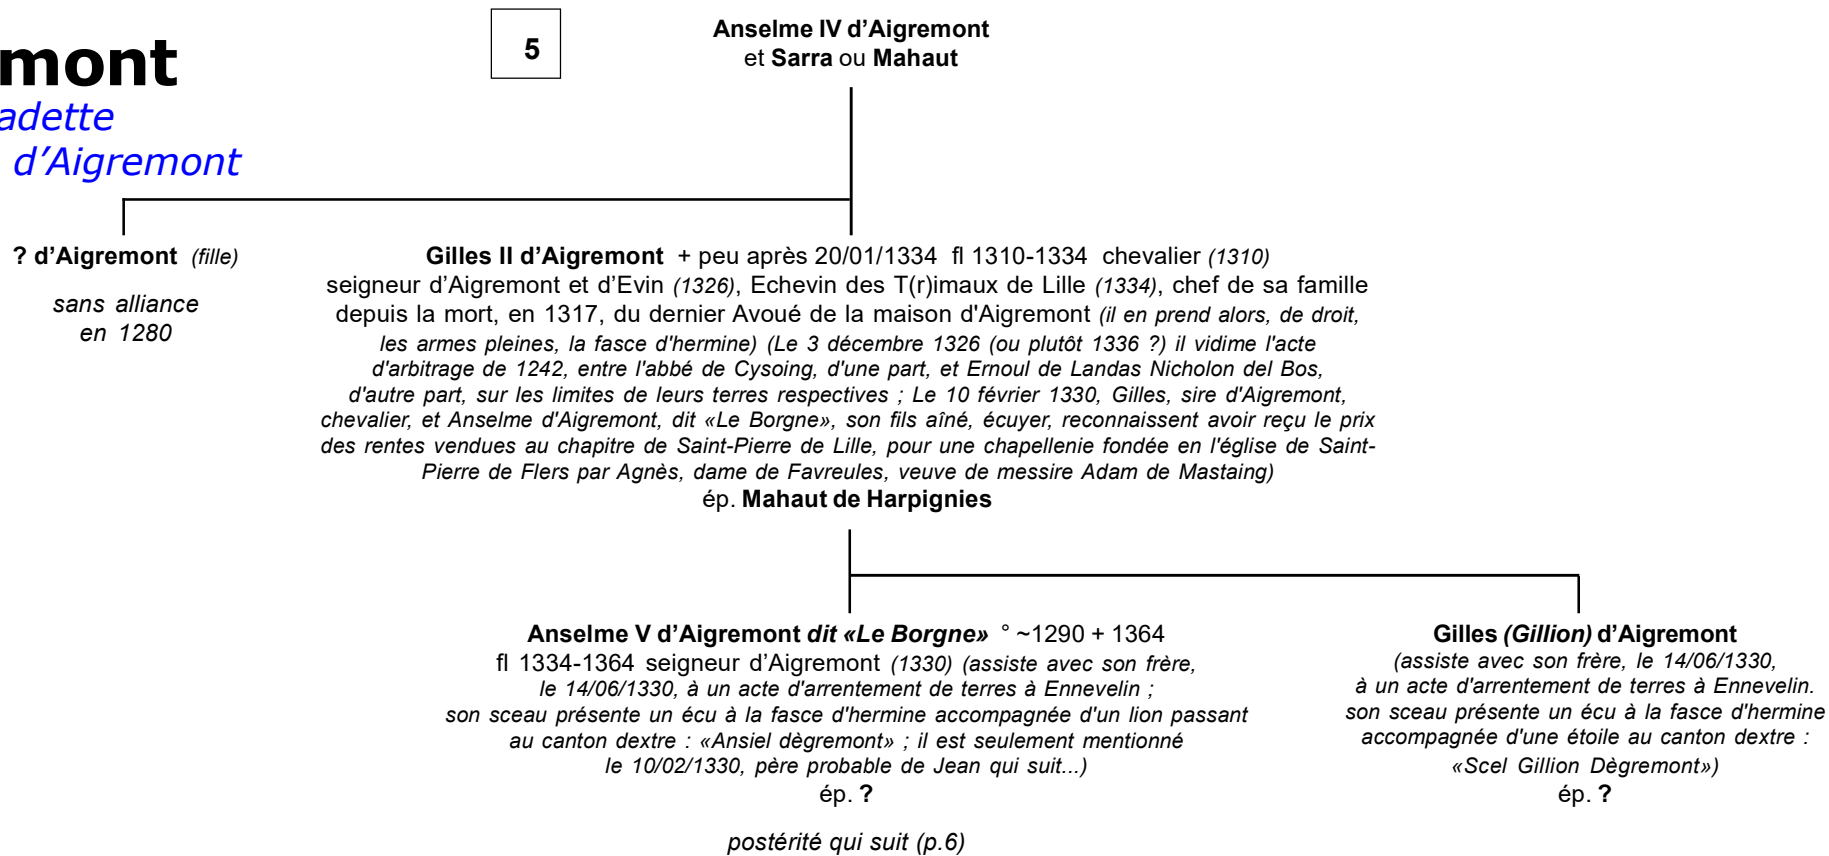 mont
adette
d’Aigremont
5
Anselme IV d’Aigremont
et Sarra ou Mahaut
? d’Aigremont (fille)
sans alliance
en 1280
Gilles II d’Aigremont + peu après 20/01/1334 fl 1310-1334 chevalier (1310)
seigneur d’Aigremont et d’Evin (1326), Echevin des T(r)imaux de Lille (1334), chef de sa famille
depuis la mort, en 1317, du dernier Avoué de la maison d'Aigremont (il en prend alors, de droit,
les armes pleines, la fasce d'hermine) (Le 3 décembre 1326 (ou plutôt 1336 ?) il vidime l'acte
d'arbitrage de 1242, entre l'abbé de Cysoing, d'une part, et Ernoul de Landas Nicholon del Bos,
d'autre part, sur les limites de leurs terres respectives ; Le 10 février 1330, Gilles, sire d'Aigremont,
chevalier, et Anselme d'Aigremont, dit «Le Borgne», son fils aîné, écuyer, reconnaissent avoir reçu le prix
des rentes vendues au chapitre de Saint-Pierre de Lille, pour une chapellenie fondée en l'église de Saint-
Pierre de Flers par Agnès, dame de Favreules, veuve de messire Adam de Mastaing)
ép. Mahaut de Harpignies
Anselme V d’Aigremont dit «Le Borgne» ° ~1290 + 1364
fl 1334-1364 seigneur d’Aigremont (1330) (assiste avec son frère,
le 14/06/1330, à un acte d'arrentement de terres à Ennevelin ;
son sceau présente un écu à la fasce d'hermine accompagnée d'un lion passant
au canton dextre : «Ansiel dègremont» ; il est seulement mentionné
le 10/02/1330, père probable de Jean qui suit...)
ép. ?
postérité qui suit (p.6)
Gilles (Gillion) d’Aigremont
(assiste avec son frère, le 14/06/1330,
à un acte d'arrentement de terres à Ennevelin.
son sceau présente un écu à la fasce d'hermine
accompagnée d'une étoile au canton dextre :
«Scel Gillion Dègremont»)
ép. ?